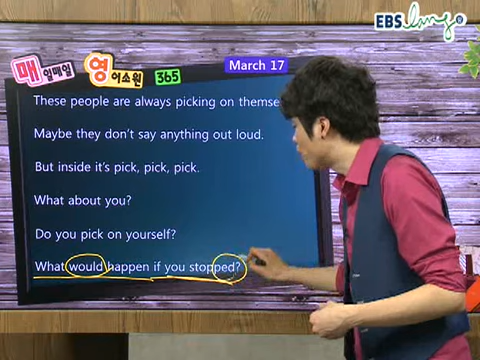 EBS lang
매일매일 영어소원 365
March 17
These people are always picking on
Maybe they don't say anything out loud.
But inside it's pick, pick, pick.
What about you?
Do you pick on yourself?
What would happen if you stopped?